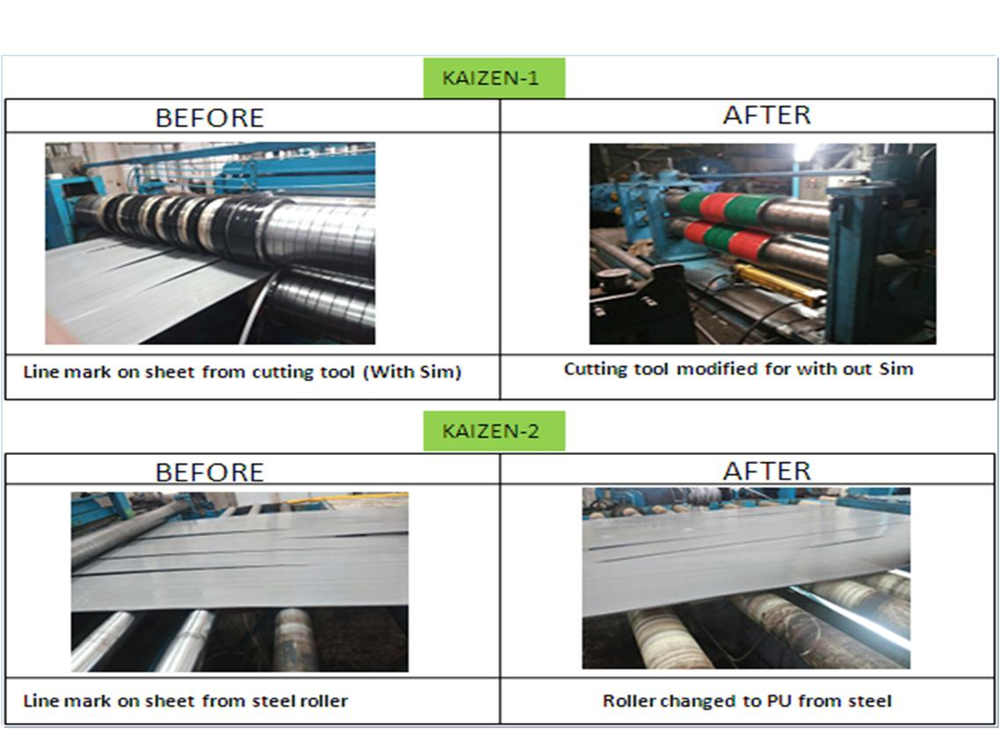 KAIZEN-1
BEFORE
AFTER
Line mark on sheet from cutting tool (With Sim)
Cutting tool modified for with out Sim
KAIZEN-2
BEFORE
AFTER
Line mark on sheet from steel roller
Roller changed to PU from steel